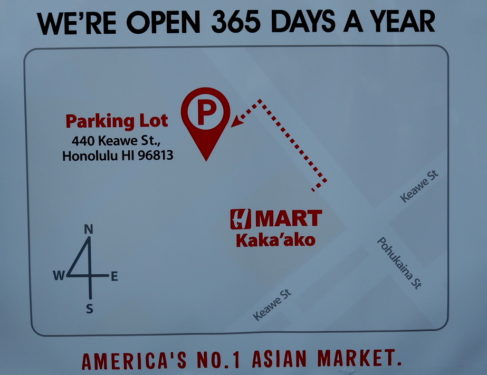 WE'RE OPEN 365 DAYS A YEAR
P
Parking Lot
440 Keawe St.,
Honolulu HI 96813
H MART
Kaka'ako
Keawe St
Pohukaina St
Keawe St
N
W E
S
AMERICA'S NO.1 ASIAN MARKET.